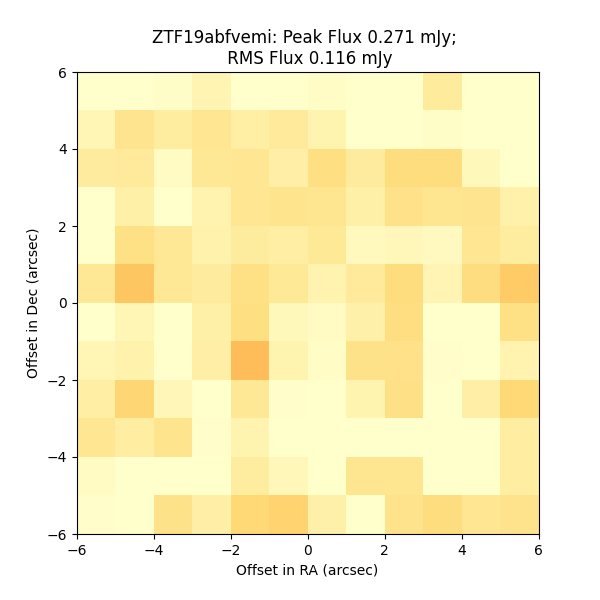 ZTF19abfvemi: Peak Flux 0.271 mJy;
RMS Flux 0.116 mJy
6
4
2
0
−2
−4
−6
Offset in Dec (arcsec)
−6 −4 −2 0 2 4 6
Offset in RA (arcsec)